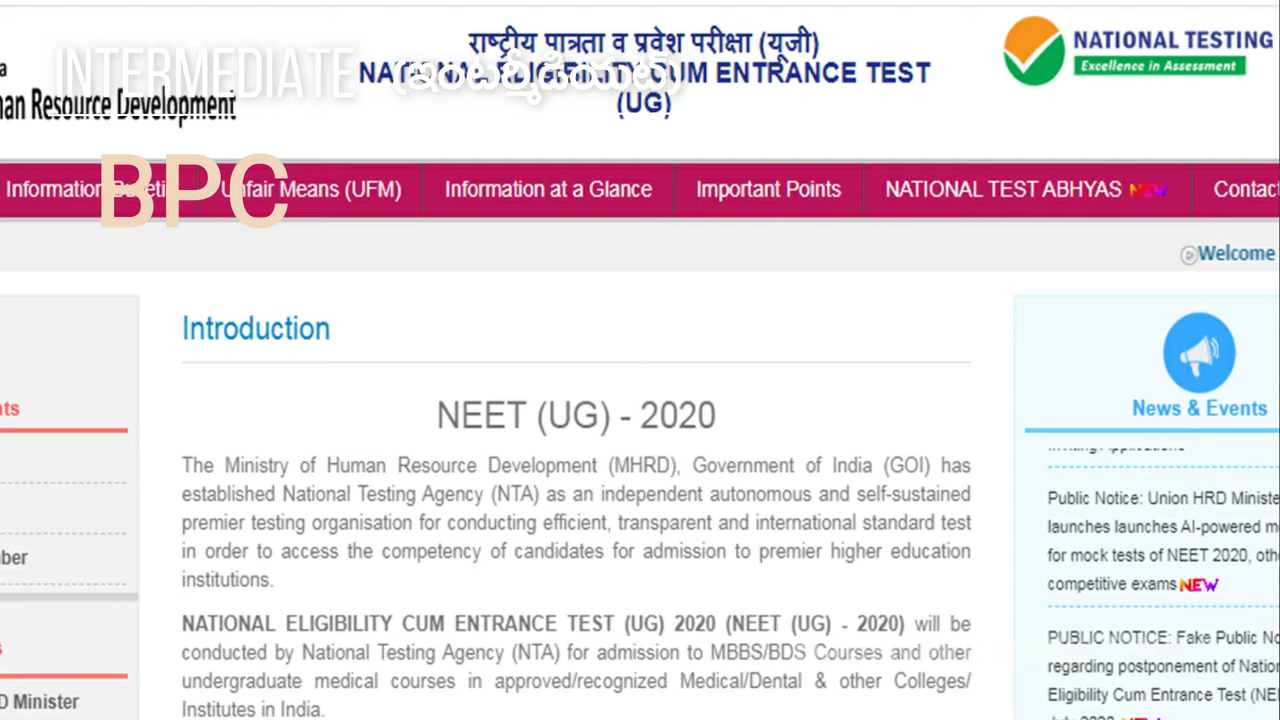 राष्ट्रीय पात्रता व प्रवेश परीक्षा (यूजी)
NATIONAL ELIGIBILITY CUM ENTRANCE TEST
(UG)
NATIONAL TESTING
Excellence in Assessment
INTERMEDIATE (ఇంటర్మీడియట్)
Resource Development
BPC
Information Unfair Means (UFM) Information at a Glance Important Points NATIONAL TEST ABHYAS NEW Contact
Welcome
Introduction
NEET (UG) - 2020
The Ministry of Human Resource Development (MHRD), Government of India (GOI) has
established National Testing Agency (NTA) as an independent autonomous and self-sustained
premier testing organisation for conducting efficient, transparent and international standard test
in order to access the competency of candidates for admission to premier higher education
institutions.
NATIONAL ELIGIBILITY CUM ENTRANCE TEST (UG) 2020 (NEET (UG) - 2020) will be
conducted by National Testing Agency (NTA) for admission to MBBS/BDS Courses and other
undergraduate medical courses in approved/recognized Medical/Dental & other Colleges/
Institutes in India.
News & Events
Public Notice: Union HRD Ministe
launches launches AI-powered m
for mock tests of NEET 2020, oth
competitive exams NEW
PUBLIC NOTICE: Fake Public No
regarding postponement of Nation
Eligibility Cum Entrance Test (NEE
nts
mber
D Minister